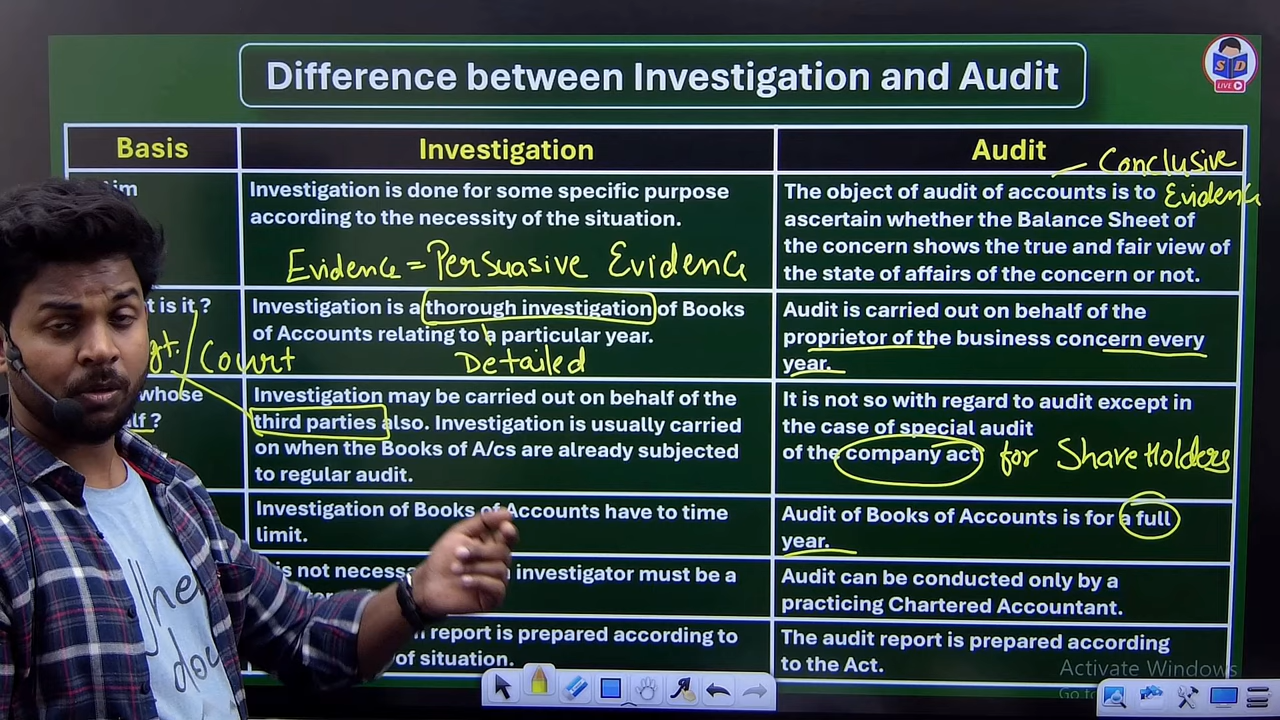 Difference between Investigation and Audit
S D
LIVE
Basis
Investigation
Audit
Conclusive
Evidence
Investigation is done for some specific purpose
according to the necessity of the situation.
Evidence = Persuasive Evidence
The object of audit of accounts is to
ascertain whether the Balance Sheet of
the concern shows the true and fair view of
the state of affairs of the concern or not.
is it ?
Investigation is a thorough investigation of Books
of Accounts relating to a particular year.
Detailed
Audit is carried out on behalf of the
proprietor of the business concern every
year.
/ Court
whose
?
Investigation may be carried out on behalf of the
third parties also. Investigation is usually carried
on when the Books of A/cs are already subjected
to regular audit.
It is not so with regard to audit except in
the case of special audit
of the company act for ShareHolders
Investigation of Books of Accounts have to time
limit.
Audit of Books of Accounts is for a full
year.
is not investigator must be a
Audit can be conducted only by a
practicing Chartered Accountant.
report is prepared according to
of situation.
The audit report is prepared according
to the Act.
Activate Windows
Go to